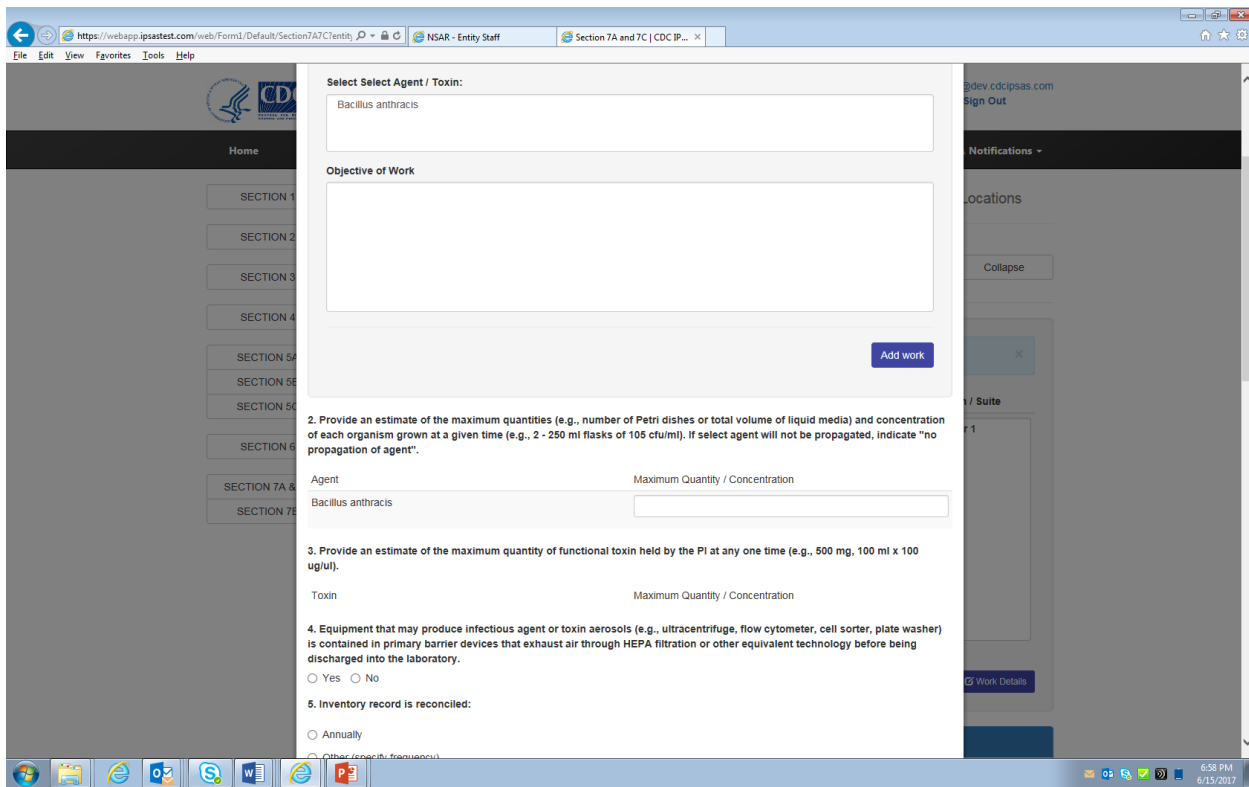 https://webapp.ipsastest.com/web/Form1/Default/Section7A7C?entity
NSAR - Entity Staff
Section 7A and 7C | CDC IP...
File Edit View Favorites Tools Help
CDC
@dev.cdcipsas.com
Sign Out
Home
Notifications
SECTION 1
SECTION 2
SECTION 3
SECTION 4
SECTION 5A
SECTION 5B
SECTION 5C
SECTION 6
SECTION 7A &
SECTION 7B
Select Select Agent / Toxin:
Bacillus anthracis
Objective of Work
Add work
2. Provide an estimate of the maximum quantities (e.g., number of Petri dishes or total volume of liquid media) and concentration
of each organism grown at a given time (e.g., 2 - 250 ml flasks of 105 cfu/ml). If select agent will not be propagated, indicate "no
propagation of agent".
Agent Maximum Quantity / Concentration
Bacillus anthracis
3. Provide an estimate of the maximum quantity of functional toxin held by the PI at any one time (e.g., 500 mg, 100 ml x 100
ug/ul).
Toxin Maximum Quantity / Concentration
4. Equipment that may produce infectious agent or toxin aerosols (e.g., ultracentrifuge, flow cytometer, cell sorter, plate washer)
is contained in primary barrier devices that exhaust air through HEPA filtration or other equivalent technology before being
discharged into the laboratory.
Yes No
5. Inventory record is reconciled:
Annually
Other (specify frequency)
Locations
Collapse
/ Suite
r 1
Work Details
6:58 PM
6/15/2017